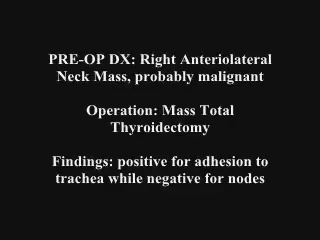 PRE-OP DX: Right Anteriolateral
Neck Mass, probably malignant
Operation: Mass Total
Thyroidectomy
Findings: positive for adhesion to
trachea while negative for nodes